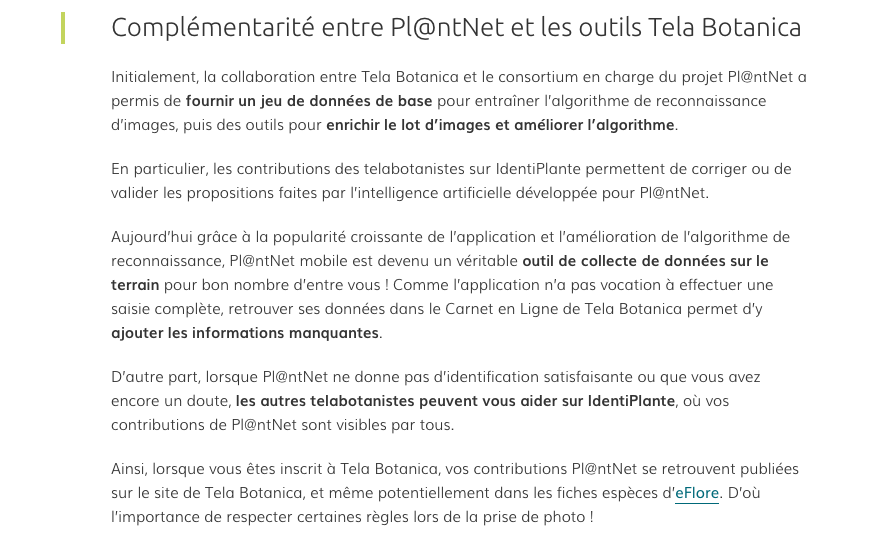 Complémentarité entre Pl@ntNet et les outils Tela Botanica
Initialement, la collaboration entre Tela Botanica et le consortium en charge du projet Pl@ntNet a
permis de fournir un jeu de données de base pour entraîner l’algorithme de reconnaissance
d’images, puis des outils pour enrichir le lot d’images et améliorer l’algorithme.
En particulier, les contributions des telabotanistes sur IdentiPlante permettent de corriger ou de
valider les propositions faites par l’intelligence artificielle développée pour Pl@ntNet.
Aujourd’hui grâce à la popularité croissante de l’application et l’amélioration de l’algorithme de
reconnaissance, Pl@ntNet mobile est devenu un véritable outil de collecte de données sur le
terrain pour bon nombre d’entre vous ! Comme l’application n’a pas vocation à effectuer une
saisie complète, retrouver ses données dans le Carnet en Ligne de Tela Botanica permet d’y
ajouter les informations manquantes.
D’autre part, lorsque Pl@ntNet ne donne pas d’identification satisfaisante ou que vous avez
encore un doute, les autres telabotanistes peuvent vous aider sur IdentiPlante, où vos
contributions de Pl@ntNet sont visibles par tous.
Ainsi, lorsque vous êtes inscrit à Tela Botanica, vos contributions Pl@ntNet se retrouvent publiées
sur le site de Tela Botanica, et même potentiellement dans les fiches espèces d’eFlore. D’où
l’importance de respecter certaines règles lors de la prise de photo !